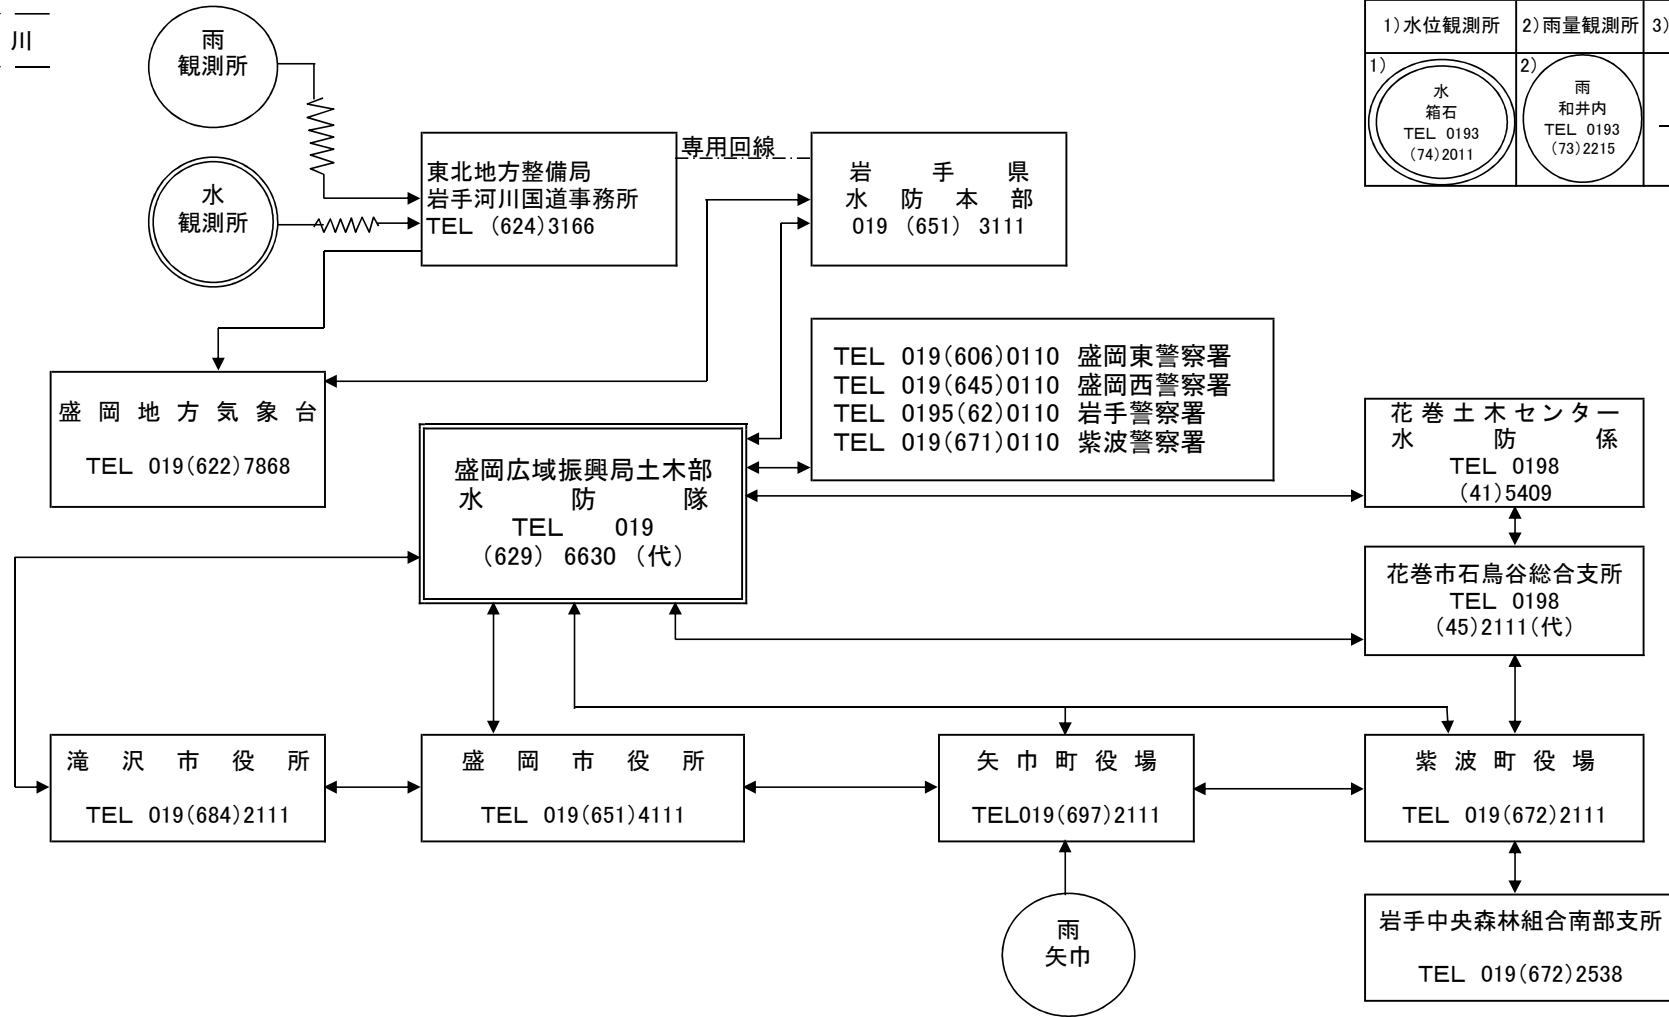 川
雨
観測所
水
観測所
東北地方整備局
岩手河川国道事務所
TEL (624)3166
専用回線
岩手県
水防本部
019 (651) 3111
1)水位観測所 2)雨量観測所 3)
1) 2)
水
箱石
TEL 0193
(74)2011
雨
和井内
TEL 0193
(73)2215
盛岡地方気象台
TEL 019(622)7868
TEL 019(606)0110 盛岡東警察署
TEL 019(645)0110 盛岡西警察署
TEL 0195(62)0110 岩手警察署
TEL 019(671)0110 紫波警察署
盛岡広域振興局土木部
水防隊
TEL 019
(629) 6630 (代)
花巻土木センター
水防係
TEL 0198
(41)5409
花巻市石鳥谷総合支所
TEL 0198
(45)2111(代)
滝沢市役所
TEL 019(684)2111
盛岡市役所
TEL 019(651)4111
矢巾町役場
TEL019(697)2111
紫波町役場
TEL 019(672)2111
雨
矢巾
岩手中央森林組合南部支所
TEL 019(672)2538